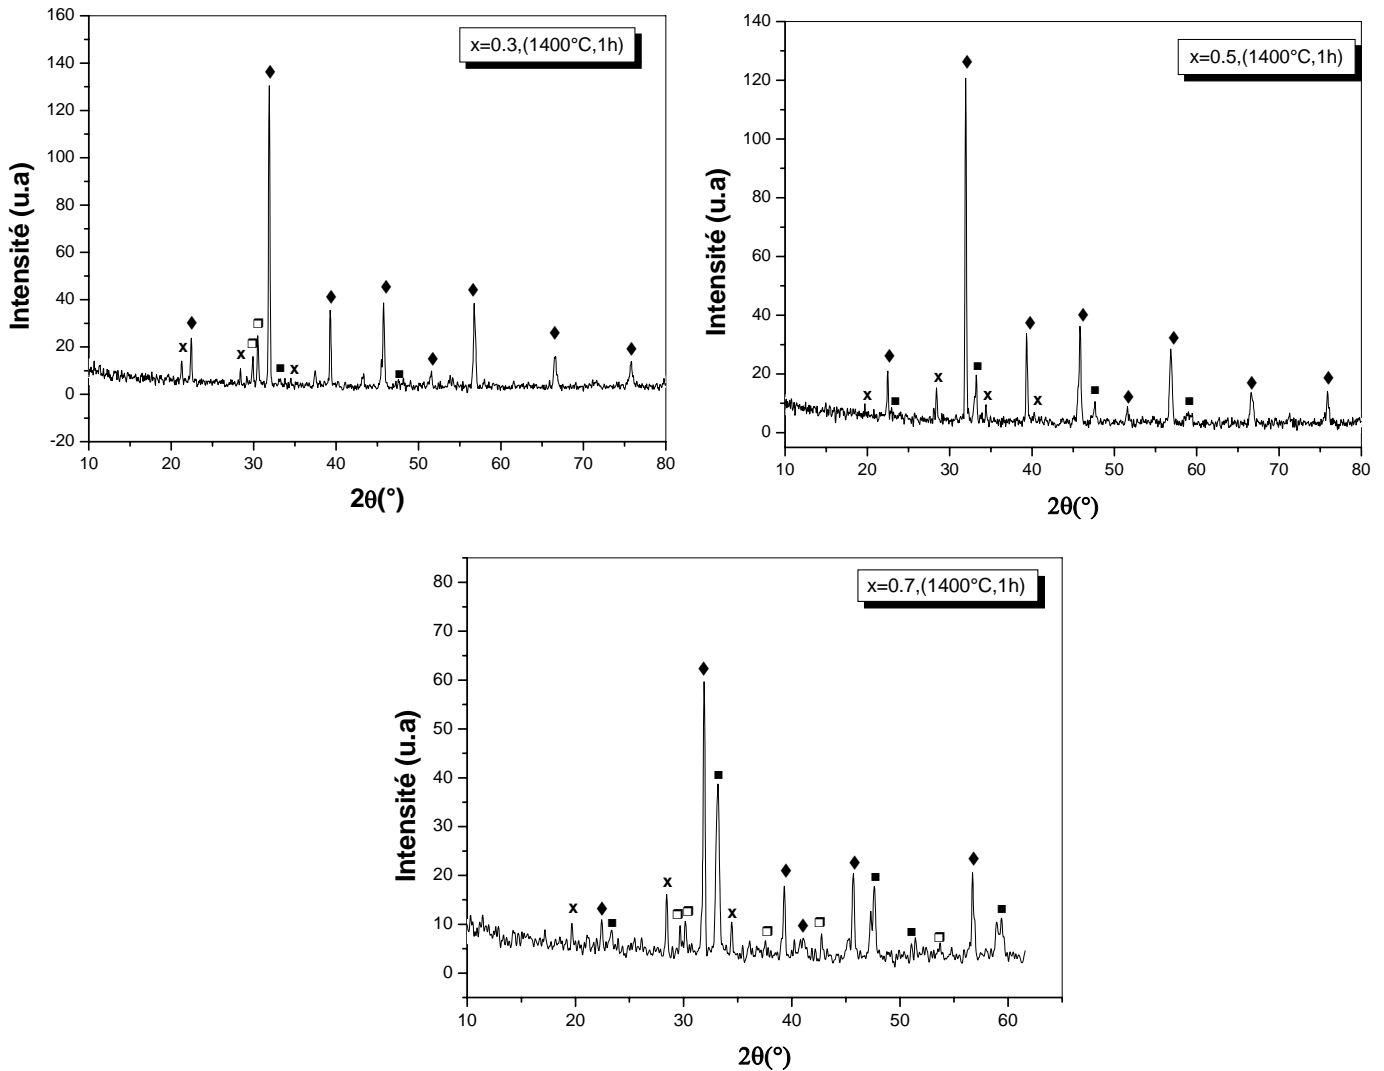 x=0.3,(1400°C,1h)
Intensité (u.a)
160
140
120
100
80
60
40
20
0
-20
x
x
x
10 20 30 40 50 60 70 80
2θ(°)
x=0.5,(1400°C,1h)
Intensité (u.a)
140
120
100
80
60
40
20
0
x
x
x
x
10 20 30 40 50 60 70 80
2θ(°)
x=0.7,(1400°C,1h)
Intensité (u.a)
80
70
60
50
40
30
20
10
0
x
x
x
10 20 30 40 50 60
2θ(°)